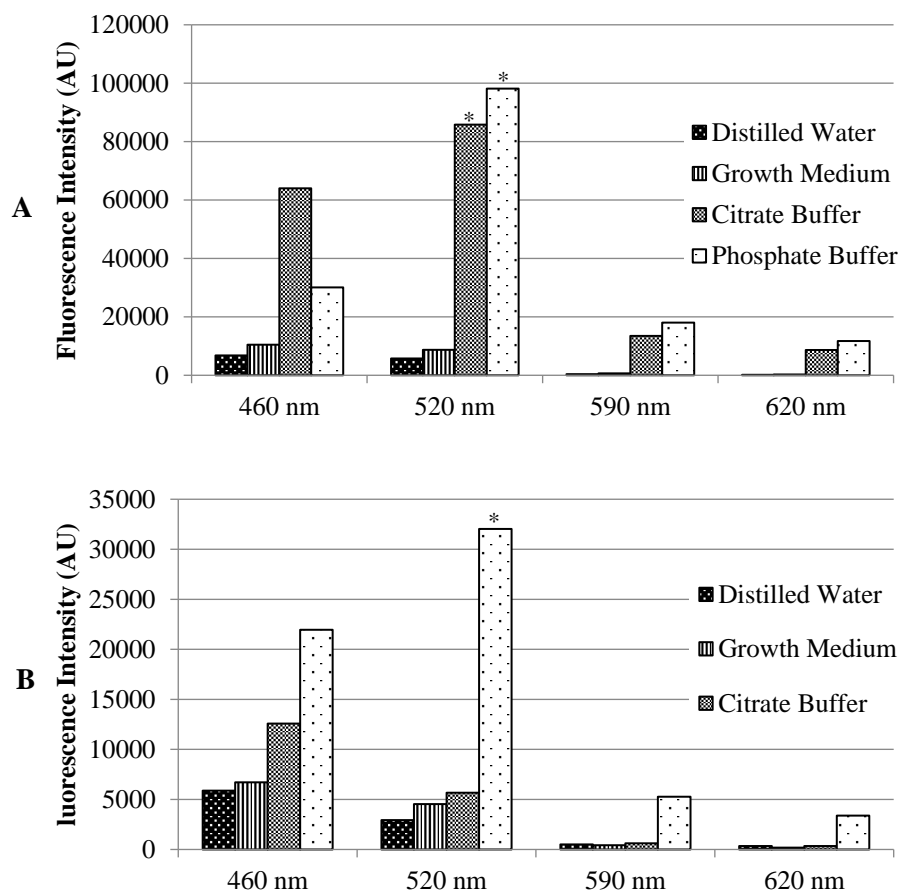 A
Fluorescence Intensity (AU)
120000
100000
80000
60000
40000
20000
0
* *
Distilled Water
Growth Medium
Citrate Buffer
Phosphate Buffer
460 nm 520 nm 590 nm 620 nm
B
luorescence Intensity (AU)
35000
30000
25000
20000
15000
10000
5000
0
*
Distilled Water
Growth Medium
Citrate Buffer
460 nm 520 nm 590 nm 620 nm